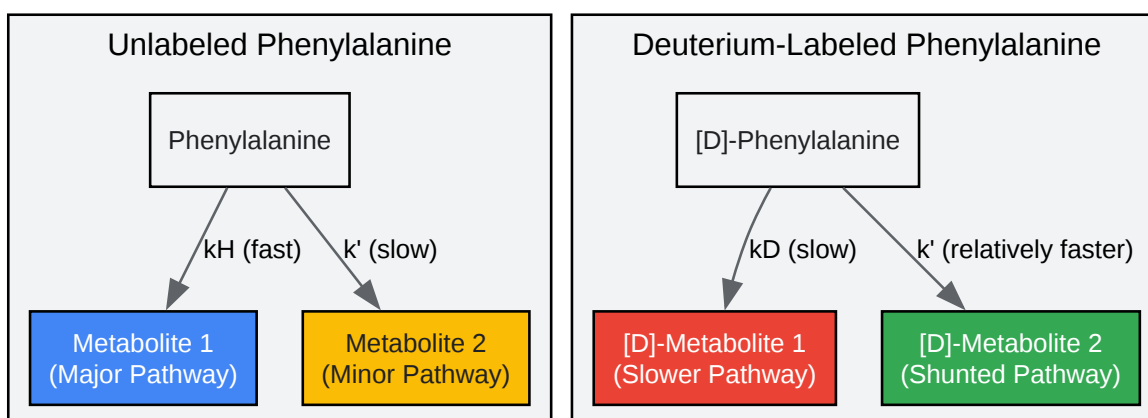 Unlabeled Phenylalanine
Phenylalanine
kH (fast)
k' (slow)
Metabolite 1
(Major Pathway)
Metabolite 2
(Minor Pathway)
Deuterium-Labeled Phenylalanine
[D]-Phenylalanine
kD (slow)
k' (relatively faster)
[D]-Metabolite 1
(Slower Pathway)
[D]-Metabolite 2
(Shunted Pathway)